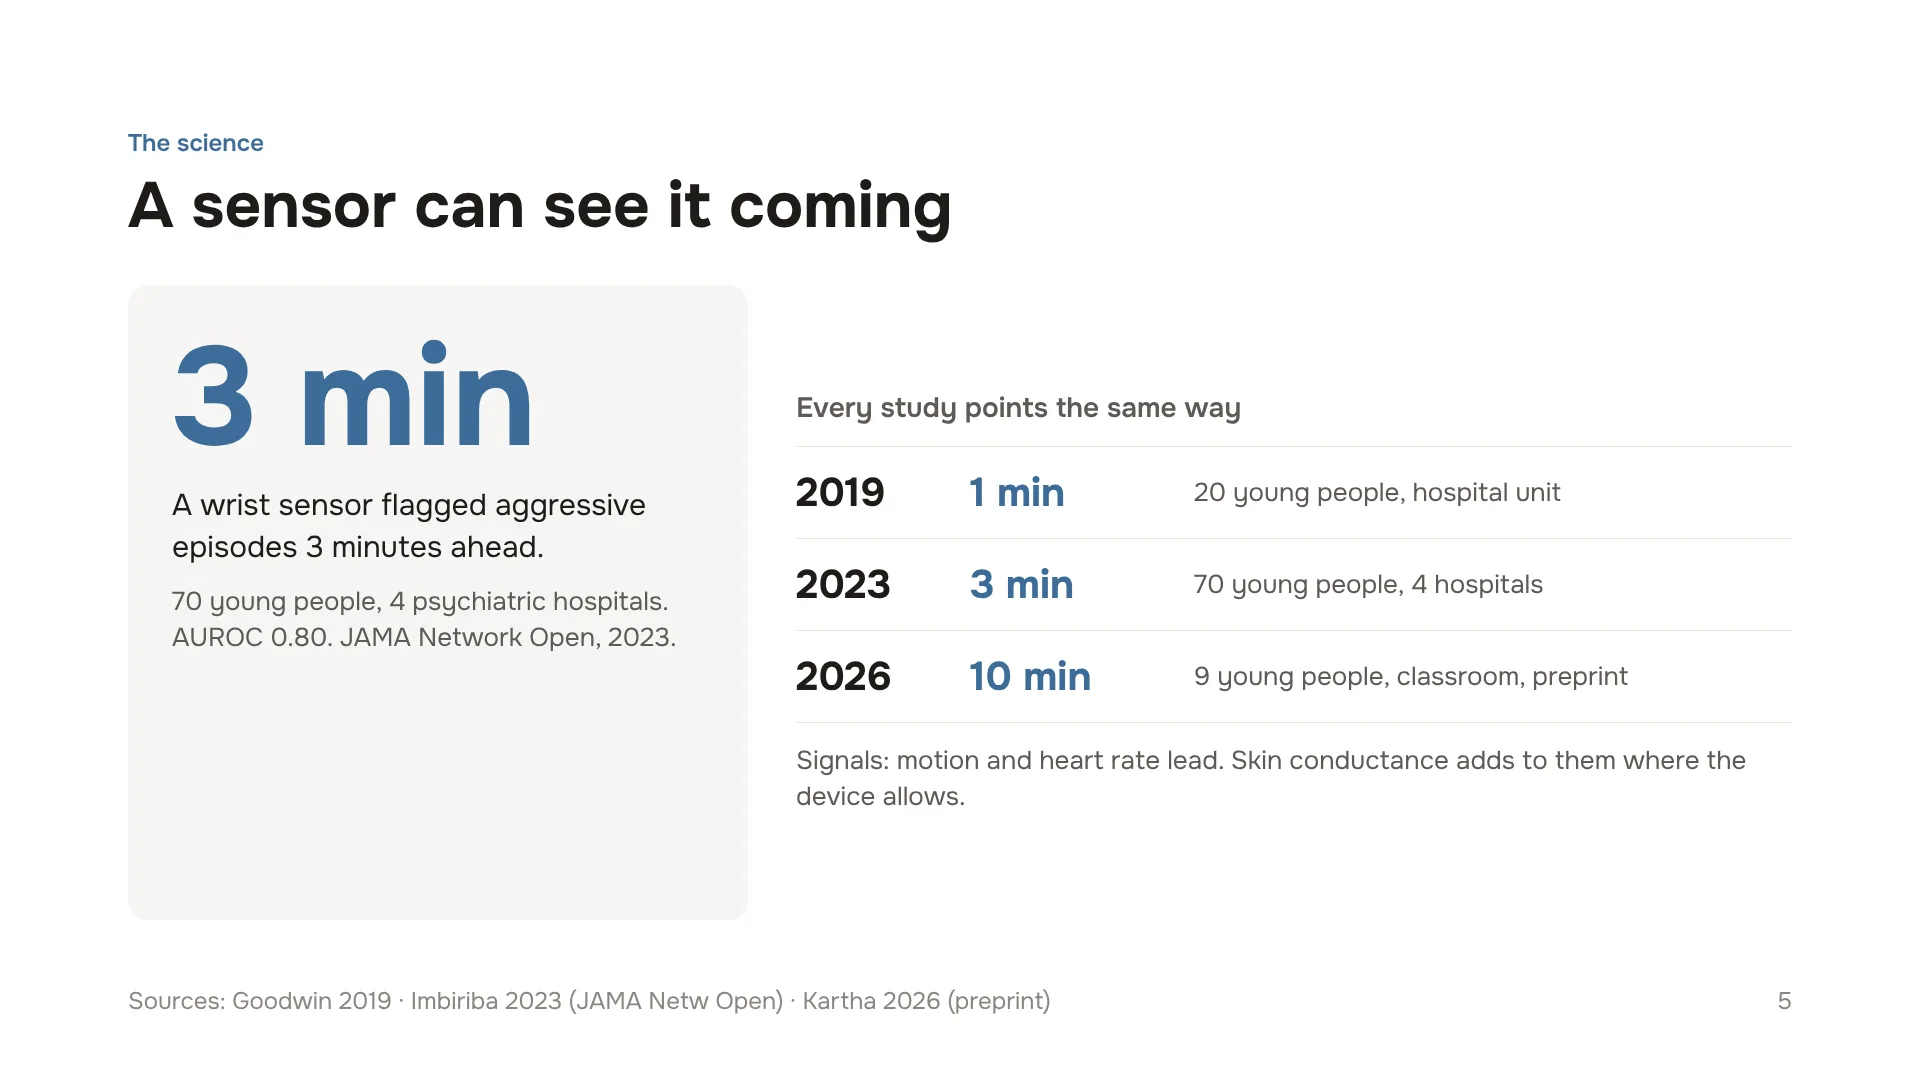 The science
A sensor can see it coming
3 min
A wrist sensor flagged aggressive
episodes 3 minutes ahead.
70 young people, 4 psychiatric hospitals.
AUROC 0.80. JAMA Network Open, 2023.
Every study points the same way
2019 1 min 20 young people, hospital unit
2023 3 min 70 young people, 4 hospitals
2026 10 min 9 young people, classroom, preprint
Signals: motion and heart rate lead. Skin conductance adds to them where the
device allows.
Sources: Goodwin 2019 · Imbiriba 2023 (JAMA Netw Open) · Kartha 2026 (preprint)
5